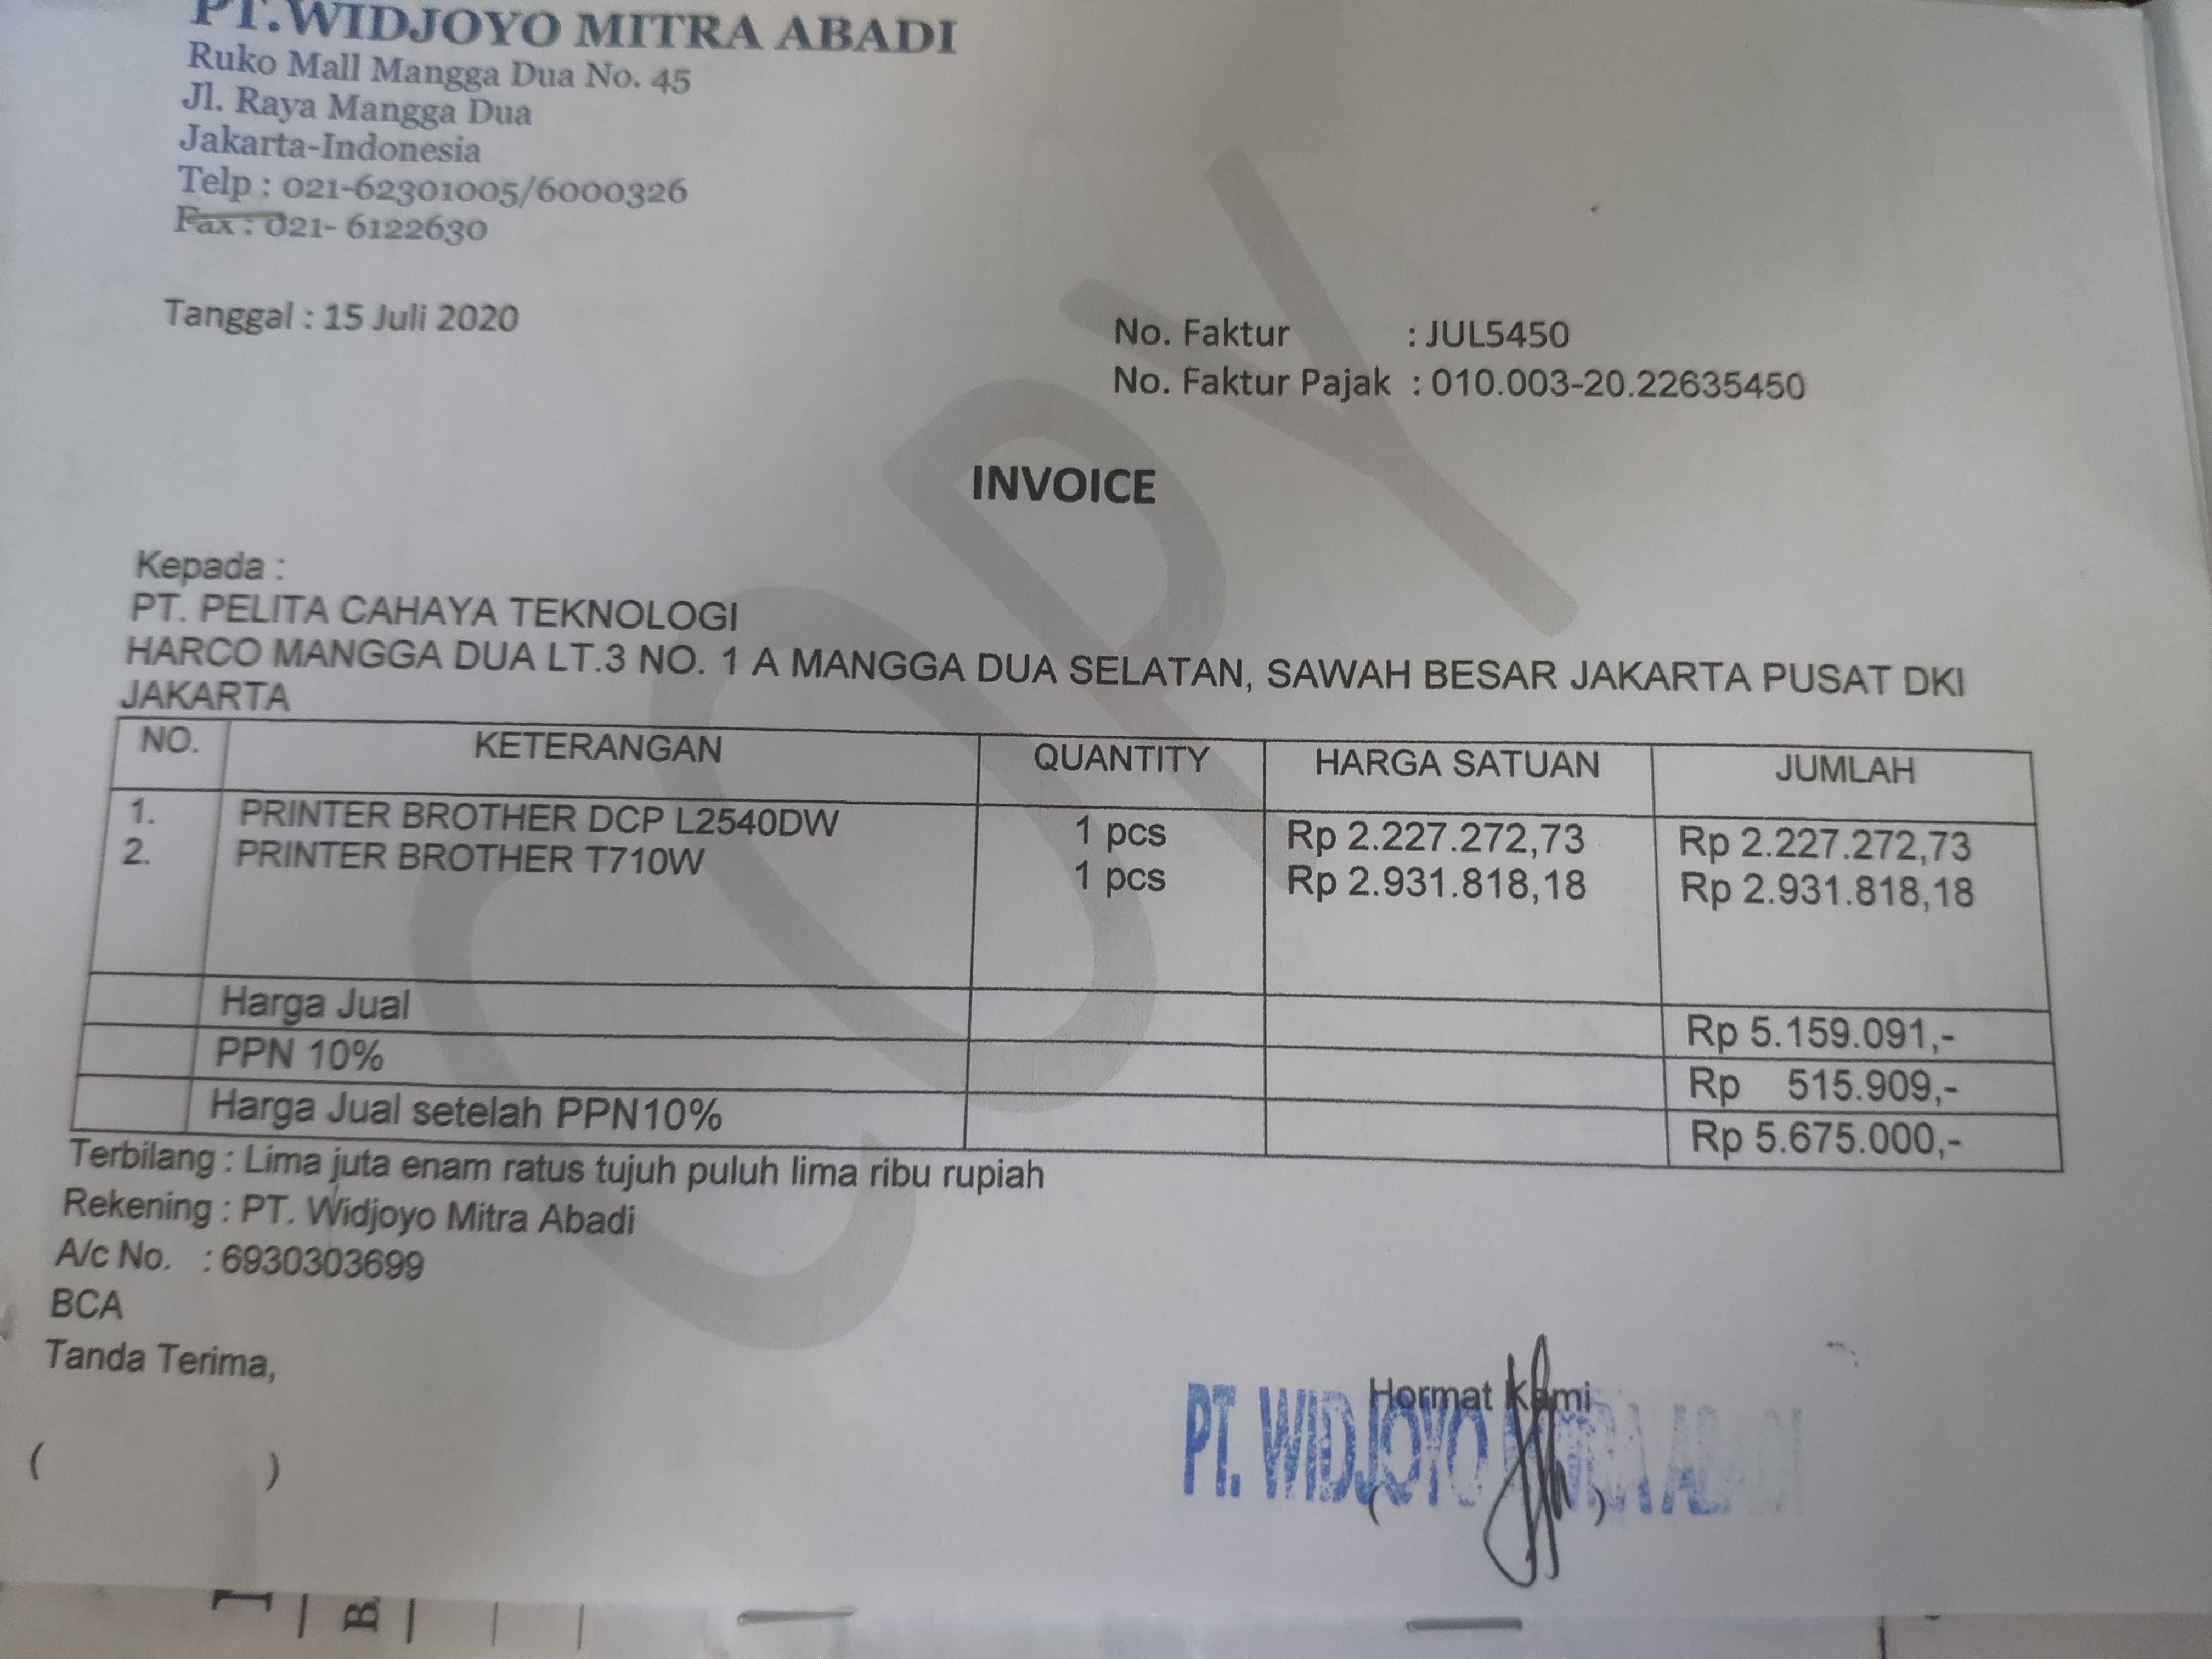 PT.WIDJOYO MITRA ABADI
Ruko Mall Mangga Dua No. 45
Jl. Raya Mangga Dua
Jakarta-Indonesia
Telp : 021-62301005/6000326
Fax : 021- 6122630
Tanggal : 15 Juli 2020
No. Faktur : JUL5450
No. Faktur Pajak : 010.003-20.22635450
INVOICE
COPY
Kepada :
PT. PELITA CAHAYA TEKNOLOGI
HARCO MANGGA DUA LT.3 NO. 1 A MANGGA DUA SELATAN, SAWAH BESAR JAKARTA PUSAT DKI
JAKARTA
NO. KETERANGAN QUANTITY HARGA SATUAN JUMLAH
1. PRINTER BROTHER DCP L2540DW 1 pcs Rp 2.227.272,73 Rp 2.227.272,73
2. PRINTER BROTHER T710W 1 pcs Rp 2.931.818,18 Rp 2.931.818,18
Harga Jual Rp 5.159.091,-
PPN 10% Rp 515.909,-
Harga Jual setelah PPN10% Rp 5.675.000,-
Terbilang : Lima juta enam ratus tujuh puluh lima ribu rupiah
Rekening : PT. Widjoyo Mitra Abadi
A/c No. : 6930303699
BCA
Tanda Terima,
Hormat Kami
PT. WIDJOYO MITRA ABADI
( )
( )
B